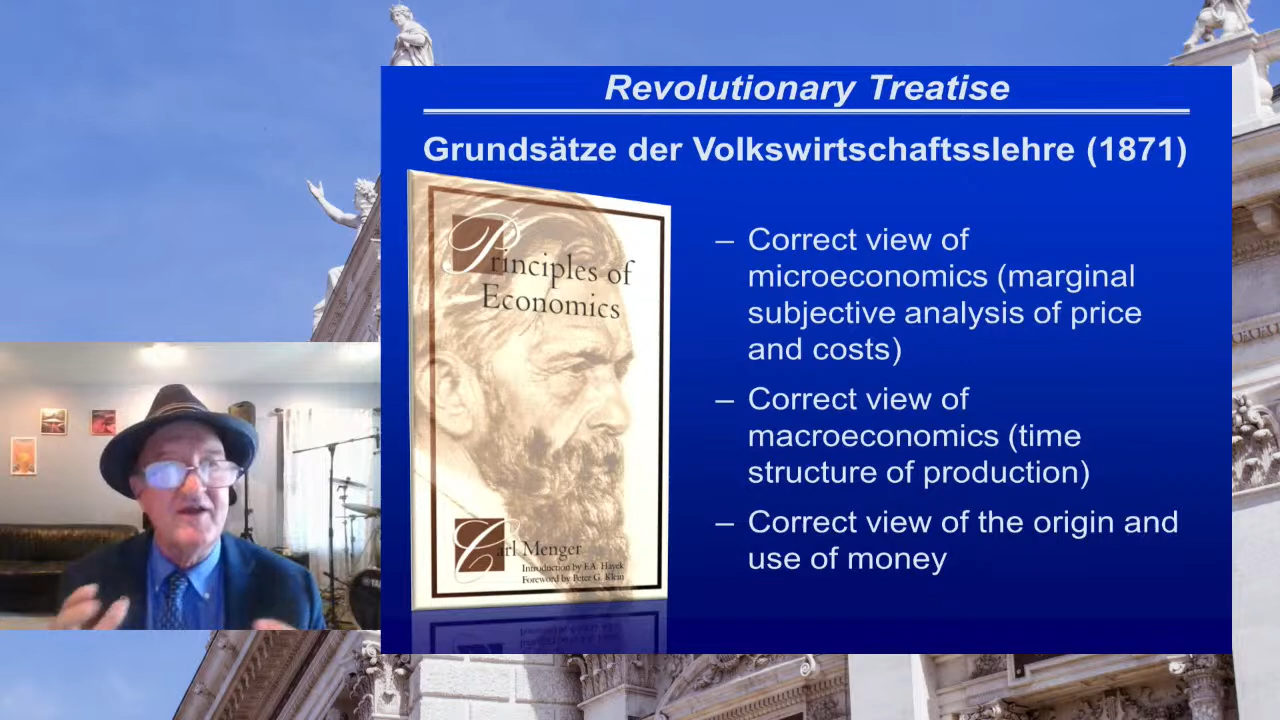 Revolutionary Treatise
Grundsätze der Volkswirtschaftsslehre (1871)
Principles of
Economics
Carl Menger
Introduction by F.A. Hayek
Foreword by Peter G. Klein
– Correct view of
microeconomics (marginal
subjective analysis of price
and costs)
– Correct view of
macroeconomics (time
structure of production)
– Correct view of the origin and
use of money